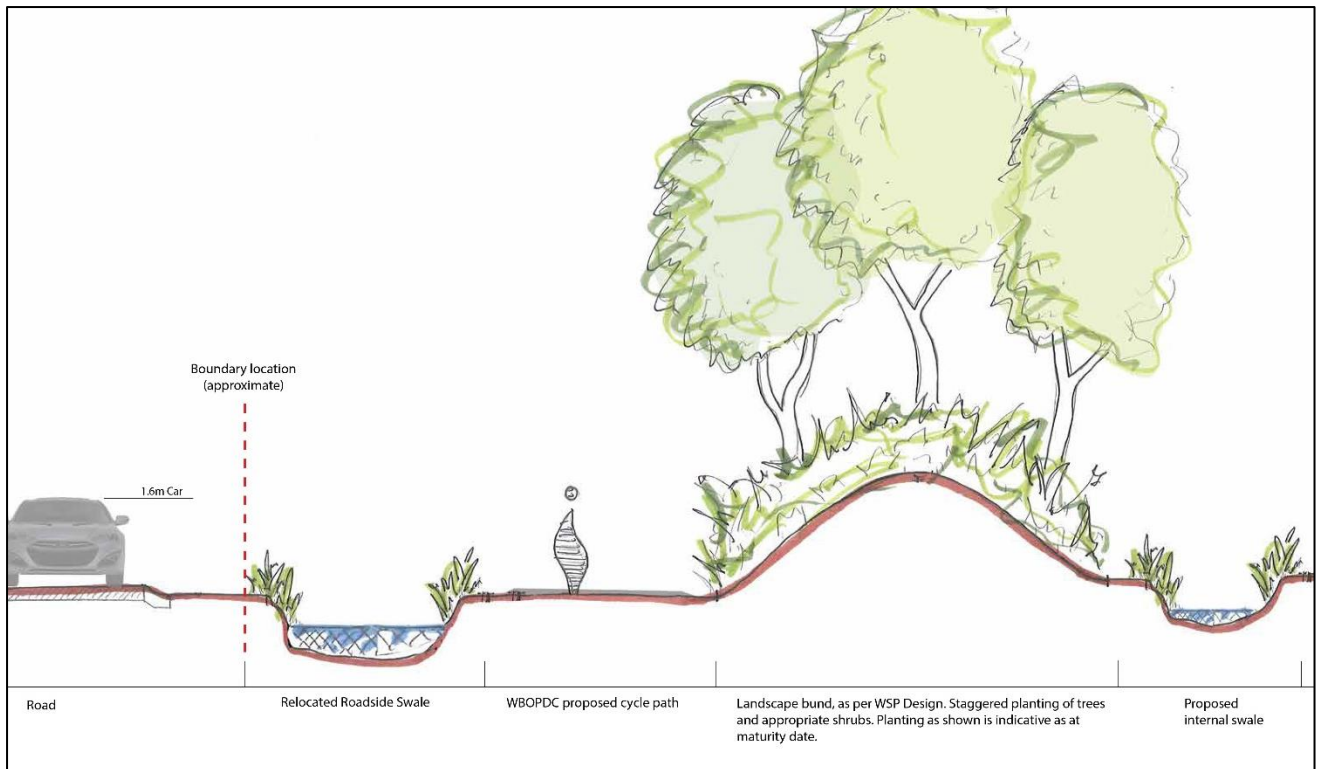 Boundary location
(approximate)
1.6m Car
Road
Relocated Roadside Swale
WBOPDC proposed cycle path
Landscape bund, as per WSP Design. Staggered planting of trees
and appropriate shrubs. Planting as shown is indicative as at
maturity date.
Proposed
internal swale